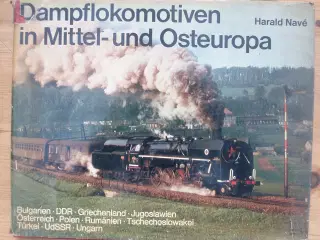 Dampflokomotiven
Harald Navé
in Mittel- und Osteuropa
Bulgarien · DDR · Griechenland · Jugoslawien
Österreich · Polen · Rumänien · Tschechoslowakei
Türkei · UdSSR · Ungarn